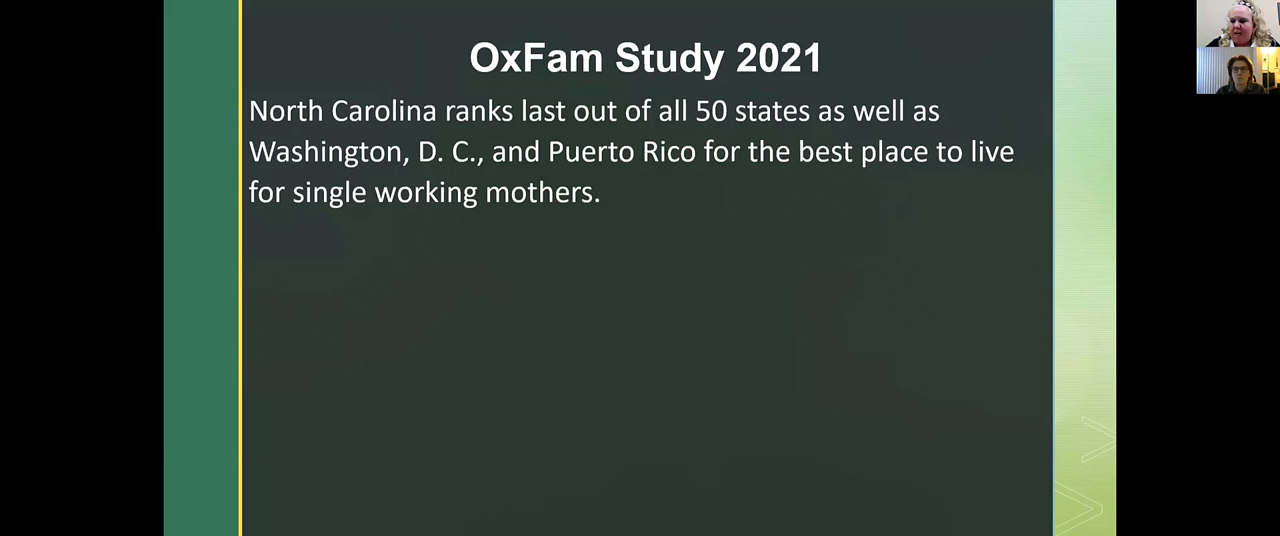 OxFam Study 2021
North Carolina ranks last out of all 50 states as well as
Washington, D. C., and Puerto Rico for the best place to live
for single working mothers.